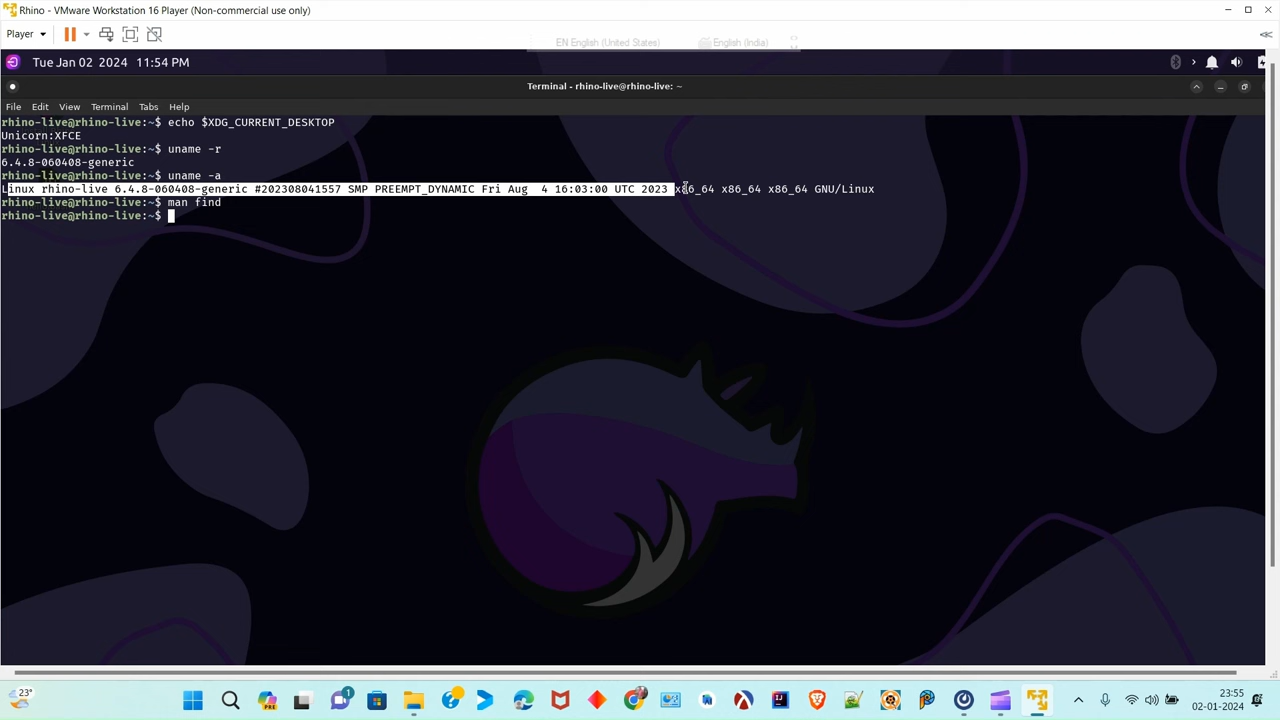 Rhino - VMware Workstation 16 Player (Non-commercial use only)
Player
EN English (United States)
English (India)
Tue Jan 02 2024 11:54 PM
Terminal - rhino-live@rhino-live: ~
File Edit View Terminal Tabs Help
rhino-live@rhino-live:~$ echo $XDG_CURRENT_DESKTOP
Unicorn:XFCE
rhino-live@rhino-live:~$ uname -r
6.4.8-060408-generic
rhino-live@rhino-live:~$ uname -a
Linux rhino-live 6.4.8-060408-generic #202308041557 SMP PREEMPT_DYNAMIC Fri Aug  4 16:03:00 UTC 2023 x86_64 x86_64 x86_64 GNU/Linux
rhino-live@rhino-live:~$ man find
rhino-live@rhino-live:~$
23°
PRE
1
23:55
02-01-2024